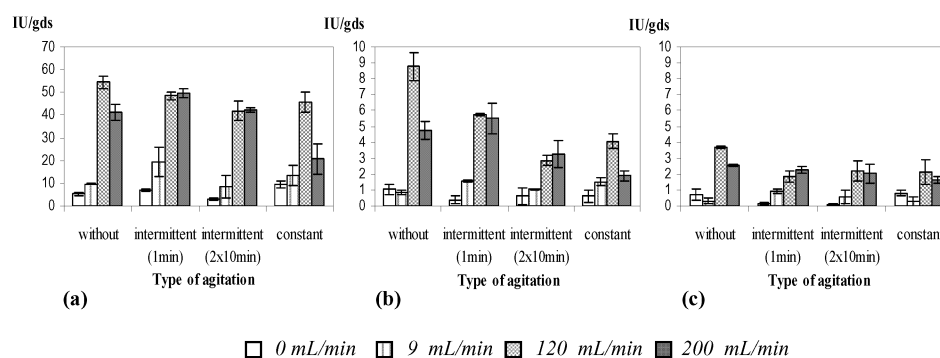 IU/gds IU/gds IU/gds
70
60
50
40
30
20
10
0
without intermittent intermittent constant
(1min) (2x10min)
Type of agitation
(a)
10
9
8
7
6
5
4
3
2
1
0
without intermittent intermittent constant
(1min) (2x10min)
Type of agitation
(b)
10
9
8
7
6
5
4
3
2
1
0
without intermittent intermittent constant
(1min) (2x10min)
Type of agitation
(c)
0 mL/min 9 mL/min 120 mL/min 200 mL/min